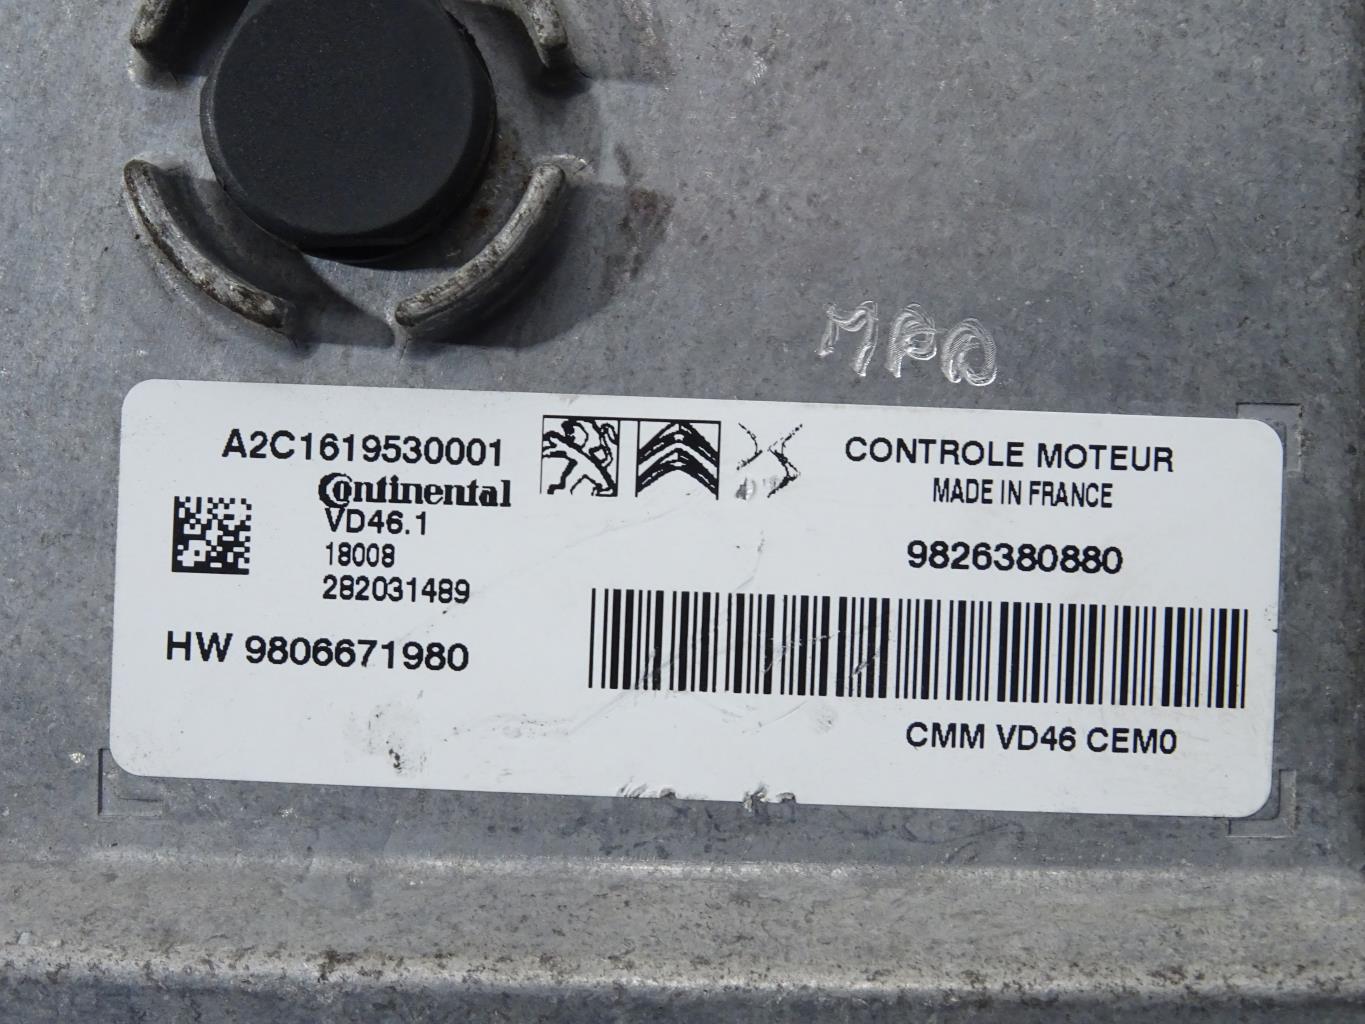 MPO
A2C1619530001
Continental
VD46.1
18008
282031489
HW 9806671980
CONTROLE MOTEUR
MADE IN FRANCE
9826380880
CMM VD46 CEM0